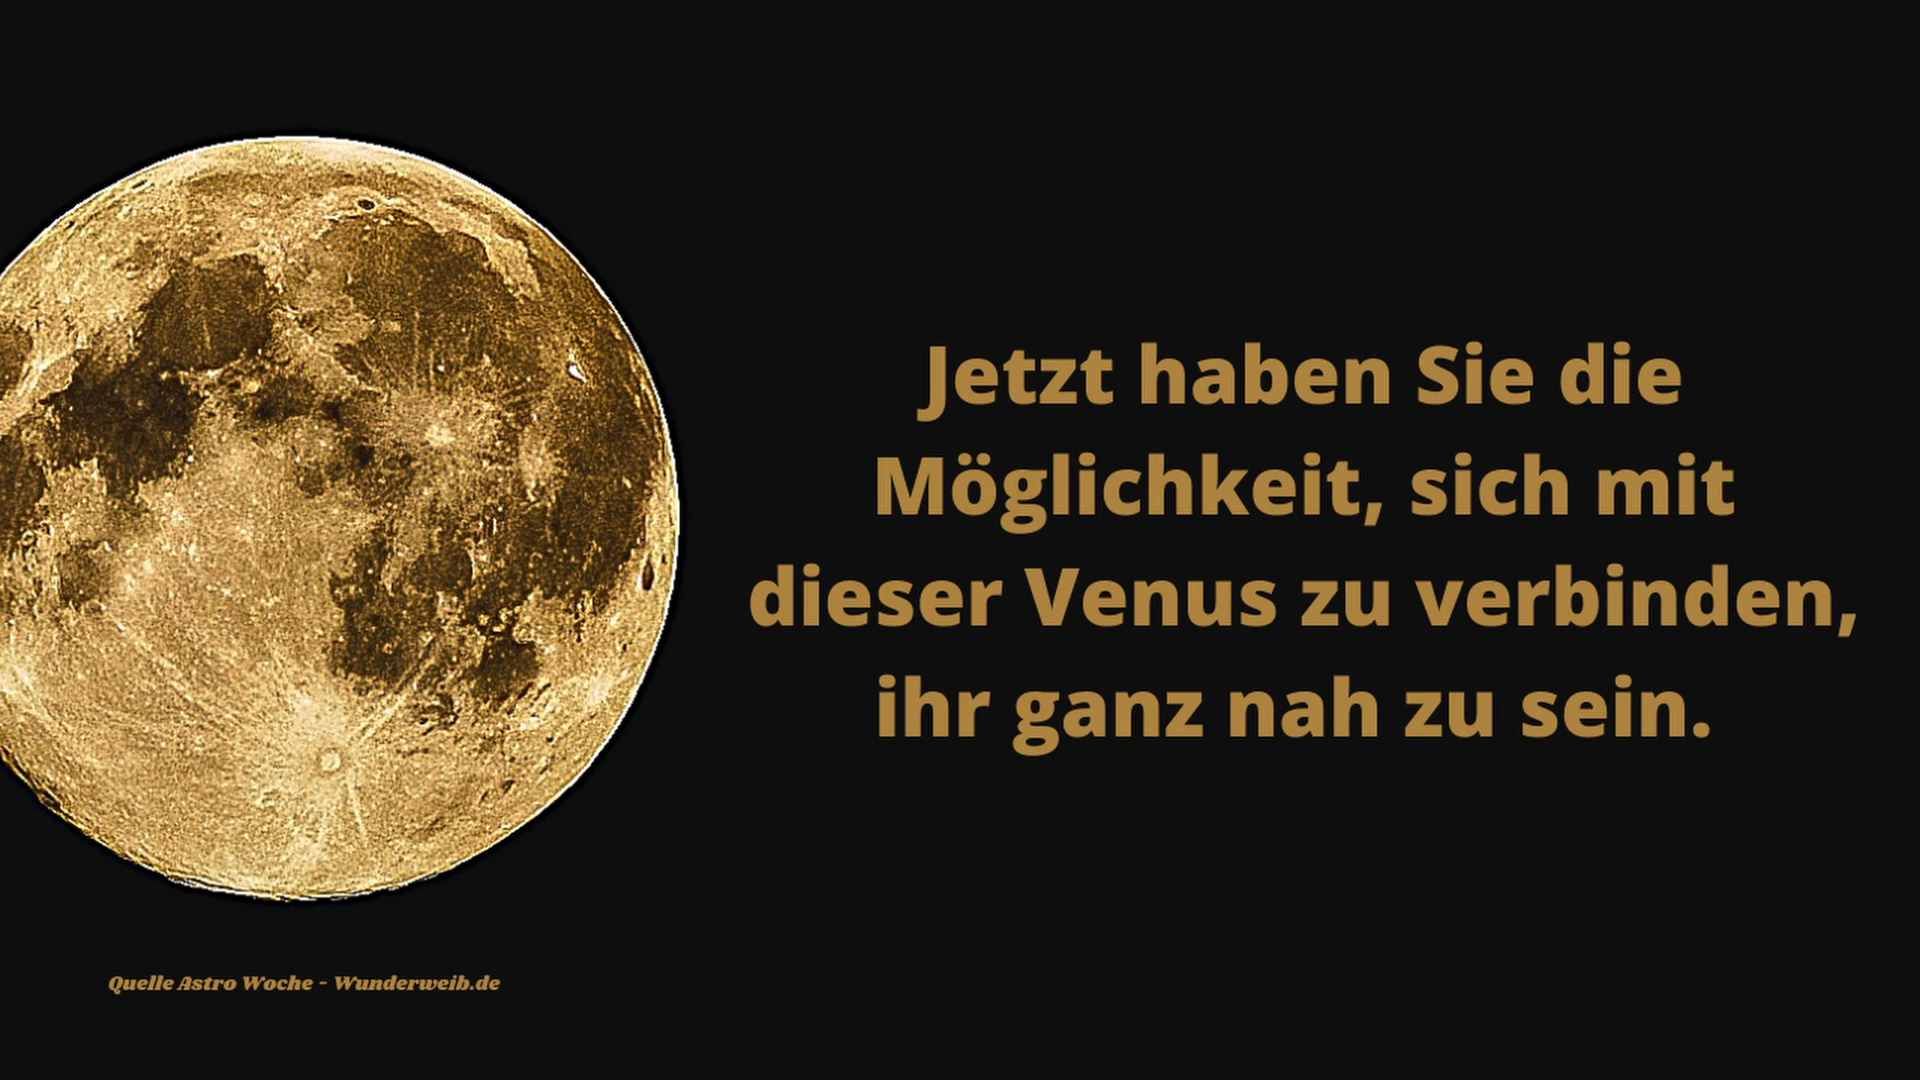 Jetzt haben Sie die
Möglichkeit, sich mit
dieser Venus zu verbinden,
ihr ganz nah zu sein.
Quelle Astro Woche - Wunderweib.de